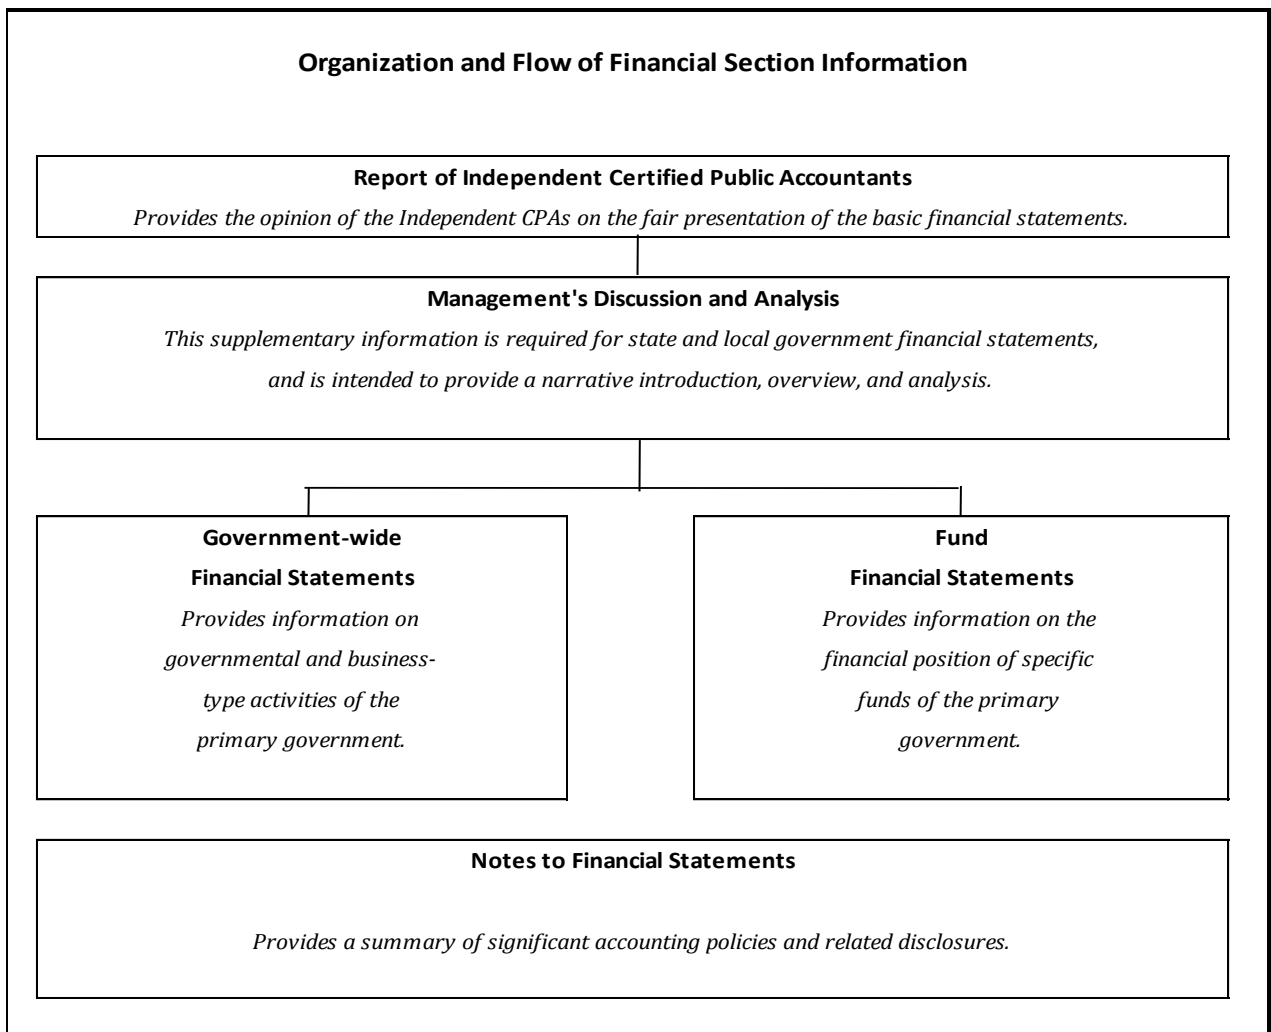 Organization and Flow of Financial Section Information
Report of Independent Certified Public Accountants
Provides the opinion of the Independent CPAs on the fair presentation of the basic financial statements.
Management's Discussion and Analysis
This supplementary information is required for state and local government financial statements,
and is intended to provide a narrative introduction, overview, and analysis.
Government-wide
Financial Statements
Provides information on
governmental and business-
type activities of the
primary government.
Fund
Financial Statements
Provides information on the
financial position of specific
funds of the primary
government.
Notes to Financial Statements
Provides a summary of significant accounting policies and related disclosures.